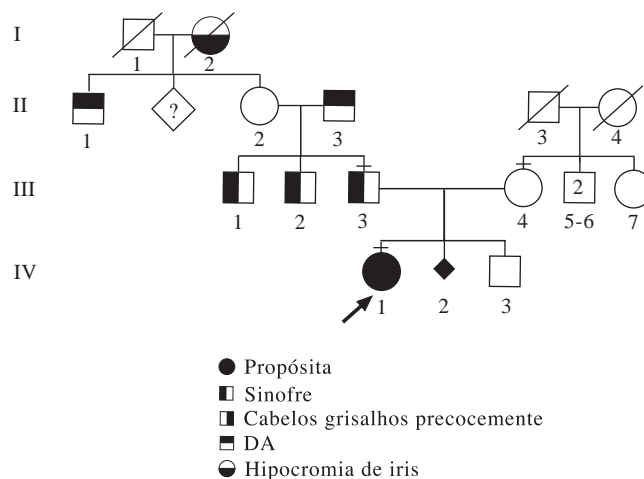 I
1 2
II
?
1 2 3 3 4
III
2
1 2 3 4 5-6 7
IV
1 2 3
Propósita
Sinofre
Cabelos grisalhos precocemente
DA
Hipocromia de iris